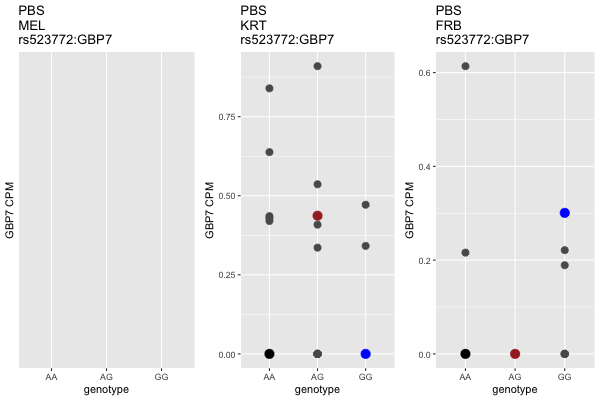 PBS
MEL
rs523772:GBP7
GBP7 CPM
AA
AG
GG
genotype
PBS
KRT
rs523772:GBP7
GBP7 CPM
0.75
0.50
0.25
0.00
AA
AG
GG
genotype
PBS
FRB
rs523772:GBP7
GBP7 CPM
0.6
0.4
0.2
0.0
AA
AG
GG
genotype